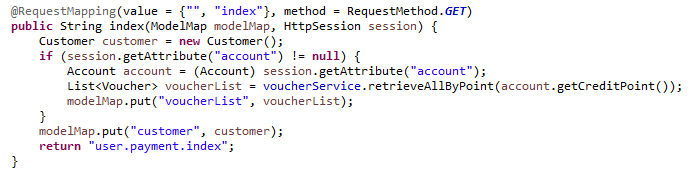 @RequestMapping(value = {"", "index"}, method = RequestMethod.GET)
public String index(ModelMap modelMap, HttpSession session) {
    Customer customer = new Customer();
    if (session.getAttribute("account") != null) {
        Account account = (Account) session.getAttribute("account");
        List<Voucher> voucherList = voucherService.retrieveAllByPoint(account.getCreditPoint());
        modelMap.put("voucherList", voucherList);
    }
    modelMap.put("customer", customer);
    return "user.payment.index";
}